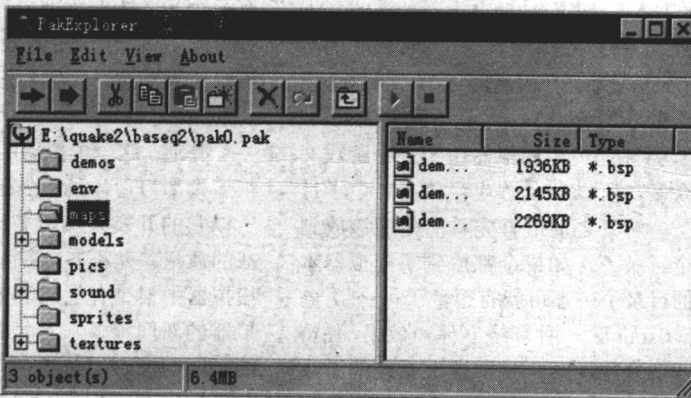 PakExplorer
File Edit View About
E:\quake2\baseq2\pak0.pak
demos
env
maps
models
pics
sound
sprites
textures
Name Size Type
dem... 1936KB *.bsp
dem... 2145KB *.bsp
dem... 2269KB *.bsp
3 object(s) 6.4MB